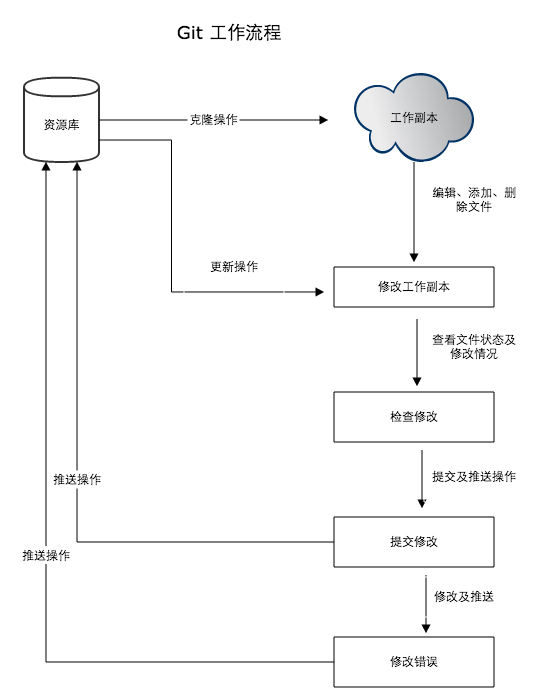 Git 工作流程
资源库
克隆操作
工作副本
编辑、添加、删
除文件
更新操作
修改工作副本
查看文件状态及
修改情况
检查修改
推送操作
提交及推送操作
提交修改
推送操作
修改及推送
修改错误